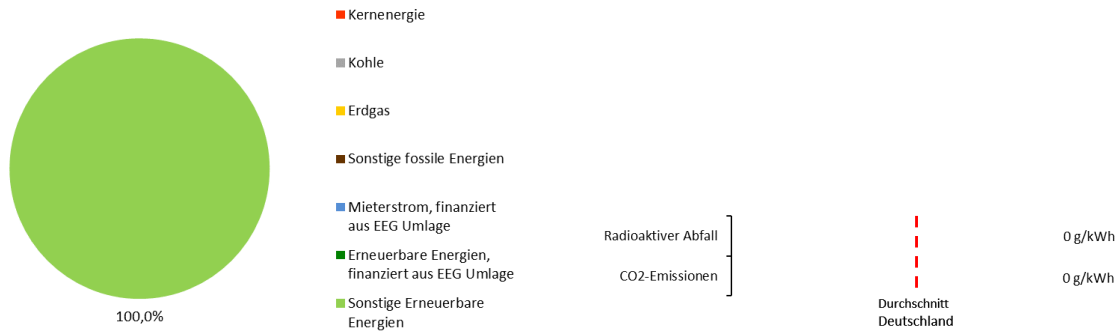 Kernenergie
Kohle
Erdgas
Sonstige fossile Energien
Mieterstrom, finanziert
aus EEG Umlage
Erneuerbare Energien,
finanziert aus EEG Umlage
Sonstige Erneuerbare
Energien
100,0%
Radioaktiver Abfall
0 g/kWh
CO2-Emissionen
0 g/kWh
Durchschnitt
Deutschland